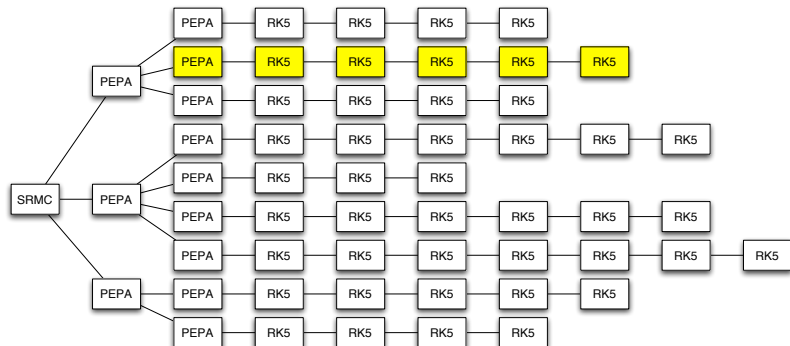 PEPA RK5 RK5 RK5 RK5
PEPA RK5 RK5 RK5 RK5 RK5
PEPA
PEPA RK5 RK5 RK5 RK5
PEPA RK5 RK5 RK5 RK5 RK5 RK5
PEPA RK5 RK5 RK5
SRMC PEPA
PEPA RK5 RK5 RK5 RK5 RK5 RK5
PEPA RK5 RK5 RK5 RK5 RK5 RK5 RK5
PEPA PEPA RK5 RK5 RK5 RK5 RK5
PEPA RK5 RK5 RK5 RK5